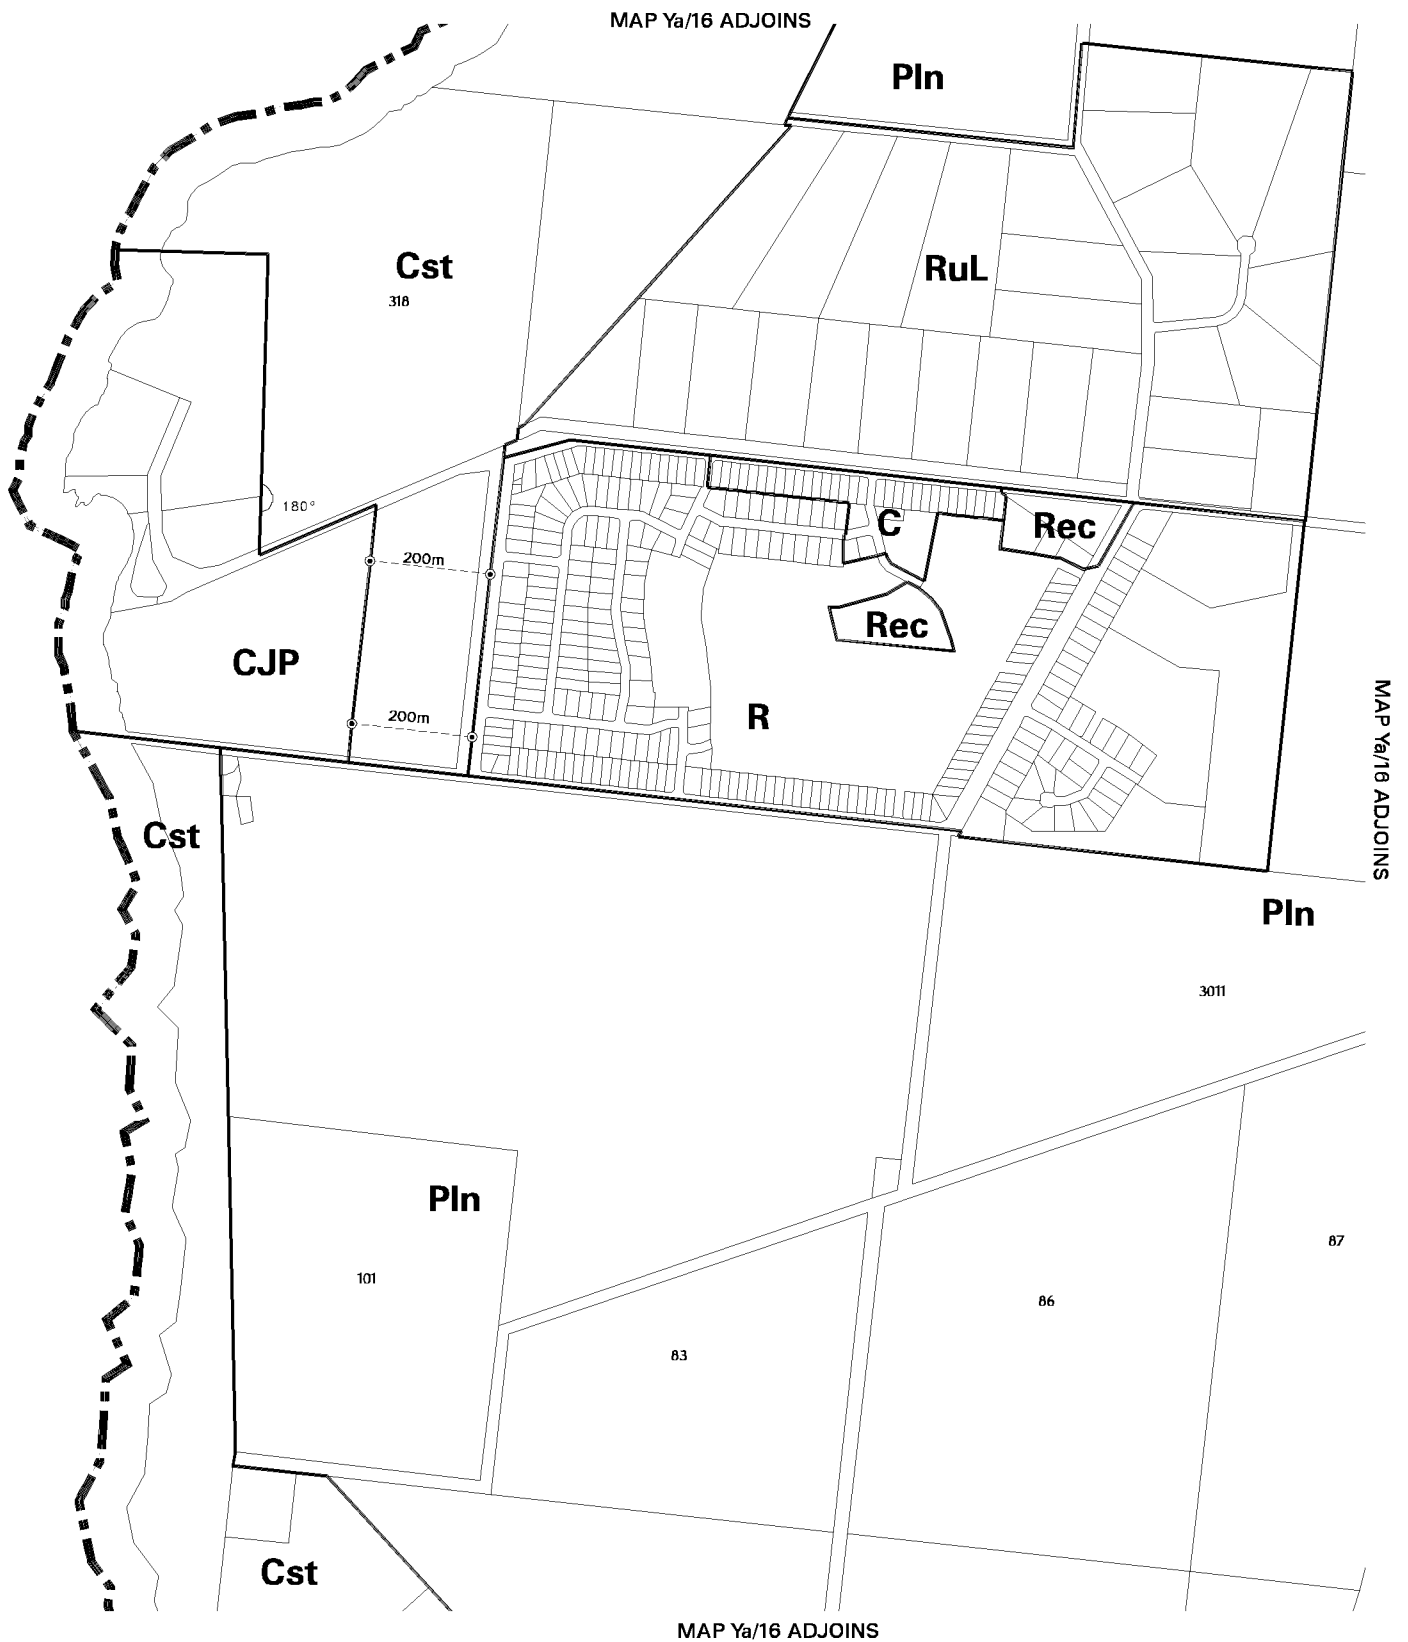 MAP Ya/16 ADJOINS
Pln
Cst
318
RuL
180°
C
Rec
200m
Rec
CJP
200m
R
MAP Ya/16 ADJOINS
Cst
Pln
3011
Pln
101
87
86
83
Cst
MAP Ya/16 ADJOINS